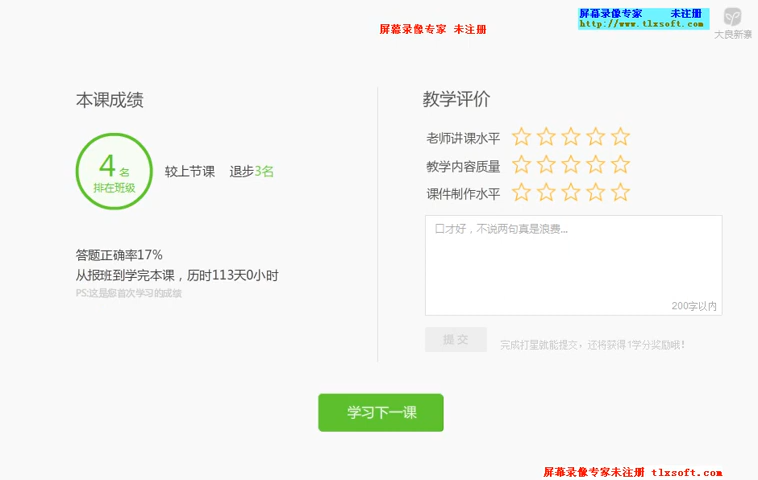 屏幕录像专家 未注册
屏幕录像专家 未注册
http://www.tlxsoft.com
大良新寨
本课成绩
4 名
排在班级
较上节课 退步3名
答题正确率17%
从报班到学完本课，历时113天0小时
PS:这是您首次学习的成绩
教学评价
老师讲课水平
教学内容质量
课件制作水平
口才好，不说两句真是浪费...
200字以内
提 交
完成打星就能提交，还将获得1学分奖励哦！
学习下一课
屏幕录像专家未注册 tlxsoft.com